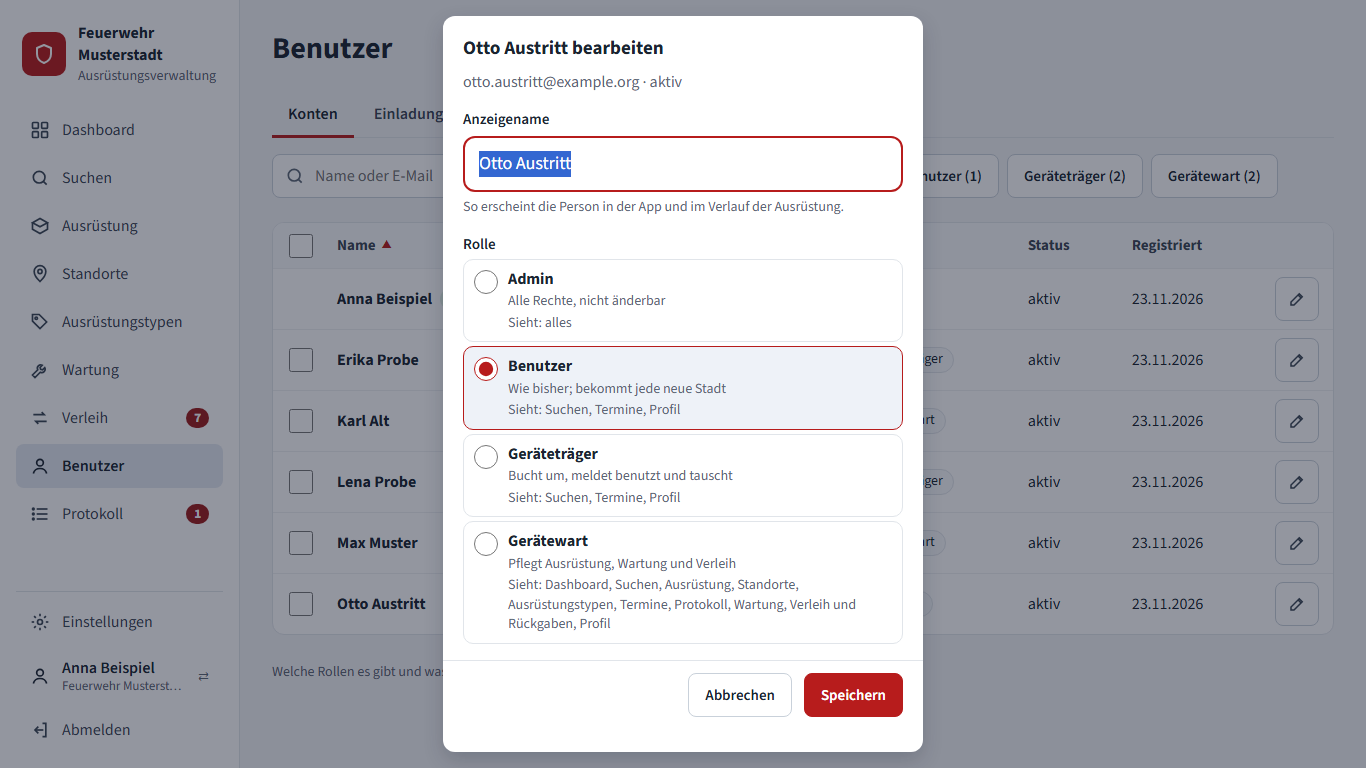 Feuerwehr
Musterstadt
Ausrüstungsverwaltung
Dashboard
Suchen
Ausrüstung
Standorte
Ausrüstungstypen
Wartung
Verleih 7
Benutzer
Protokoll 1
Einstellungen
Anna Beispiel
Feuerwehr Musterst…
Abmelden
Benutzer
Konten Einladung
Name oder E-Mail
nutzer (1) Geräteträger (2) Gerätewart (2)
Name Status Registriert
Anna Beispiel aktiv 23.11.2026
Erika Probe ger aktiv 23.11.2026
Karl Alt art aktiv 23.11.2026
Lena Probe ger aktiv 23.11.2026
Max Muster art aktiv 23.11.2026
Otto Austritt aktiv 23.11.2026
Welche Rollen es gibt und was
Otto Austritt bearbeiten
otto.austritt@example.org · aktiv
Anzeigename
Otto Austritt
So erscheint die Person in der App und im Verlauf der Ausrüstung.
Rolle
Admin
Alle Rechte, nicht änderbar
Sieht: alles
Benutzer
Wie bisher; bekommt jede neue Stadt
Sieht: Suchen, Termine, Profil
Geräteträger
Bucht um, meldet benutzt und tauscht
Sieht: Suchen, Termine, Profil
Gerätewart
Pflegt Ausrüstung, Wartung und Verleih
Sieht: Dashboard, Suchen, Ausrüstung, Standorte,
Ausrüstungstypen, Termine, Protokoll, Wartung, Verleih und
Rückgaben, Profil
Abbrechen Speichern